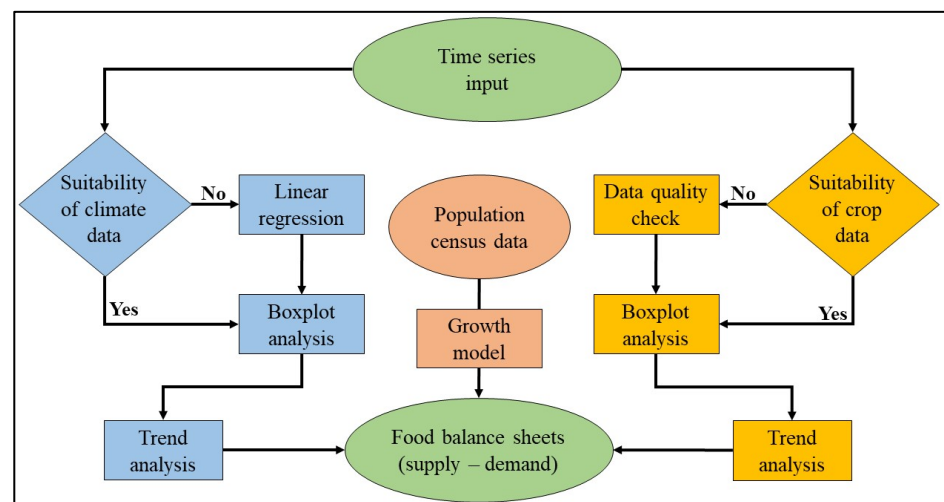 Time series
input
Suitability
of climate
data
No
Linear
regression
Population
census data
Data quality
check
No
Suitability
of crop
data
Yes
Boxplot
analysis
Growth
model
Boxplot
analysis
Yes
Trend
analysis
Food balance sheets
(supply – demand)
Trend
analysis